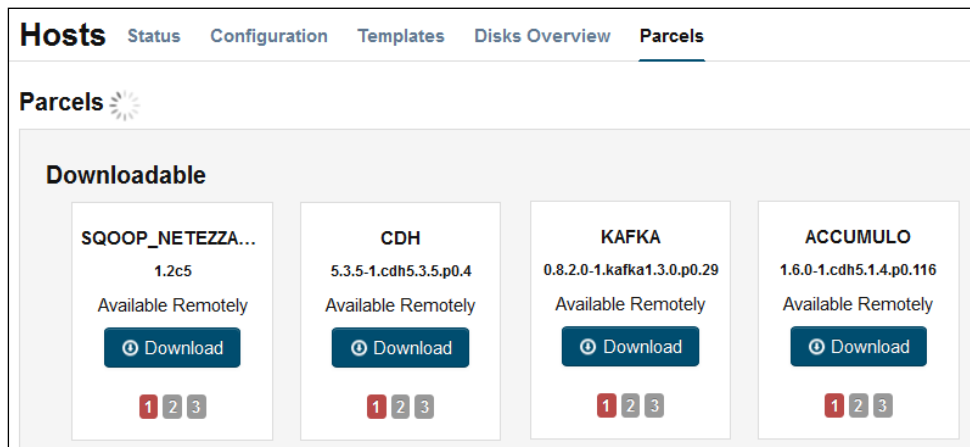 Hosts Status Configuration Templates Disks Overview Parcels
Parcels
Downloadable
SQOOP_NETEZZA...
1.2c5
Available Remotely
Download
1 2 3
CDH
5.3.5-1.cdh5.3.5.p0.4
Available Remotely
Download
1 2 3
KAFKA
0.8.2.0-1.kafka1.3.0.p0.29
Available Remotely
Download
1 2 3
ACCUMULO
1.6.0-1.cdh5.1.4.p0.116
Available Remotely
Download
1 2 3